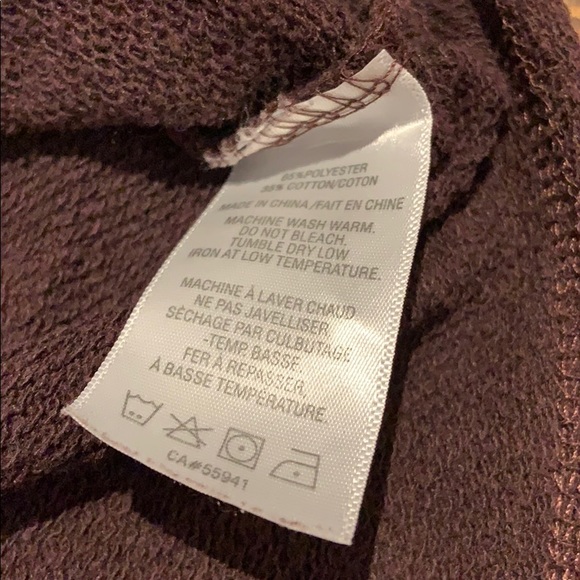 65%POLYESTER
35% COTTON/COTON
MADE IN CHINA/FAIT EN CHINE
MACHINE WASH WARM.
DO NOT BLEACH.
TUMBLE DRY LOW
IRON AT LOW TEMPERATURE.
MACHINE À LAVER CHAUD
NE PAS JAVELLISER.
SÈCHAGE PAR CULBUTAGE
-TEMP. BASSE.
FER À REPASSER,
À BASSE TEMPÉRATURE.
CA#55941